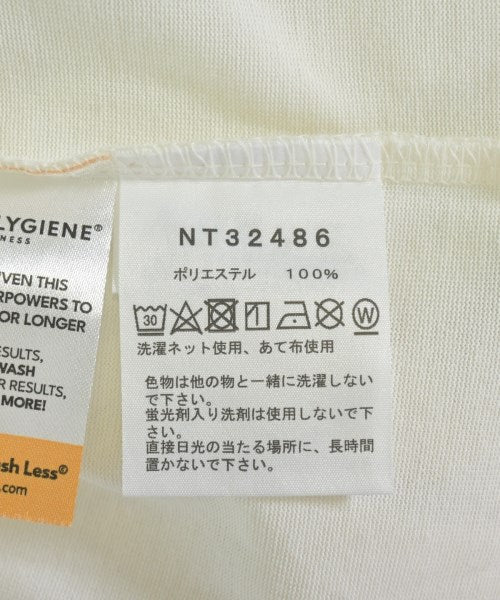 LYGIENE®
NESS
VEN THIS
RPOWERS TO
OR LONGER
RESULTS,
WASH
R RESULTS,
MORE!
sh Less©
.com
NT32486
ポリエステル 100%
30 W
洗濯ネット使用、あて布使用
色物は他の物と一緒に洗濯しない
で下さい。
蛍光剤入り洗剤は使用しないで下
さい。
直接日光の当たる場所に、長時間
置かないで下さい。